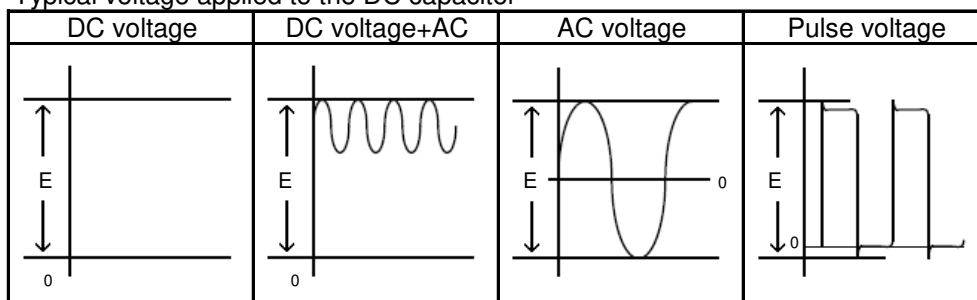 Typical voltage applied to the DC capacitor
DC voltage
DC voltage+AC
AC voltage
Pulse voltage
E
0
E
0
E
0
E
0